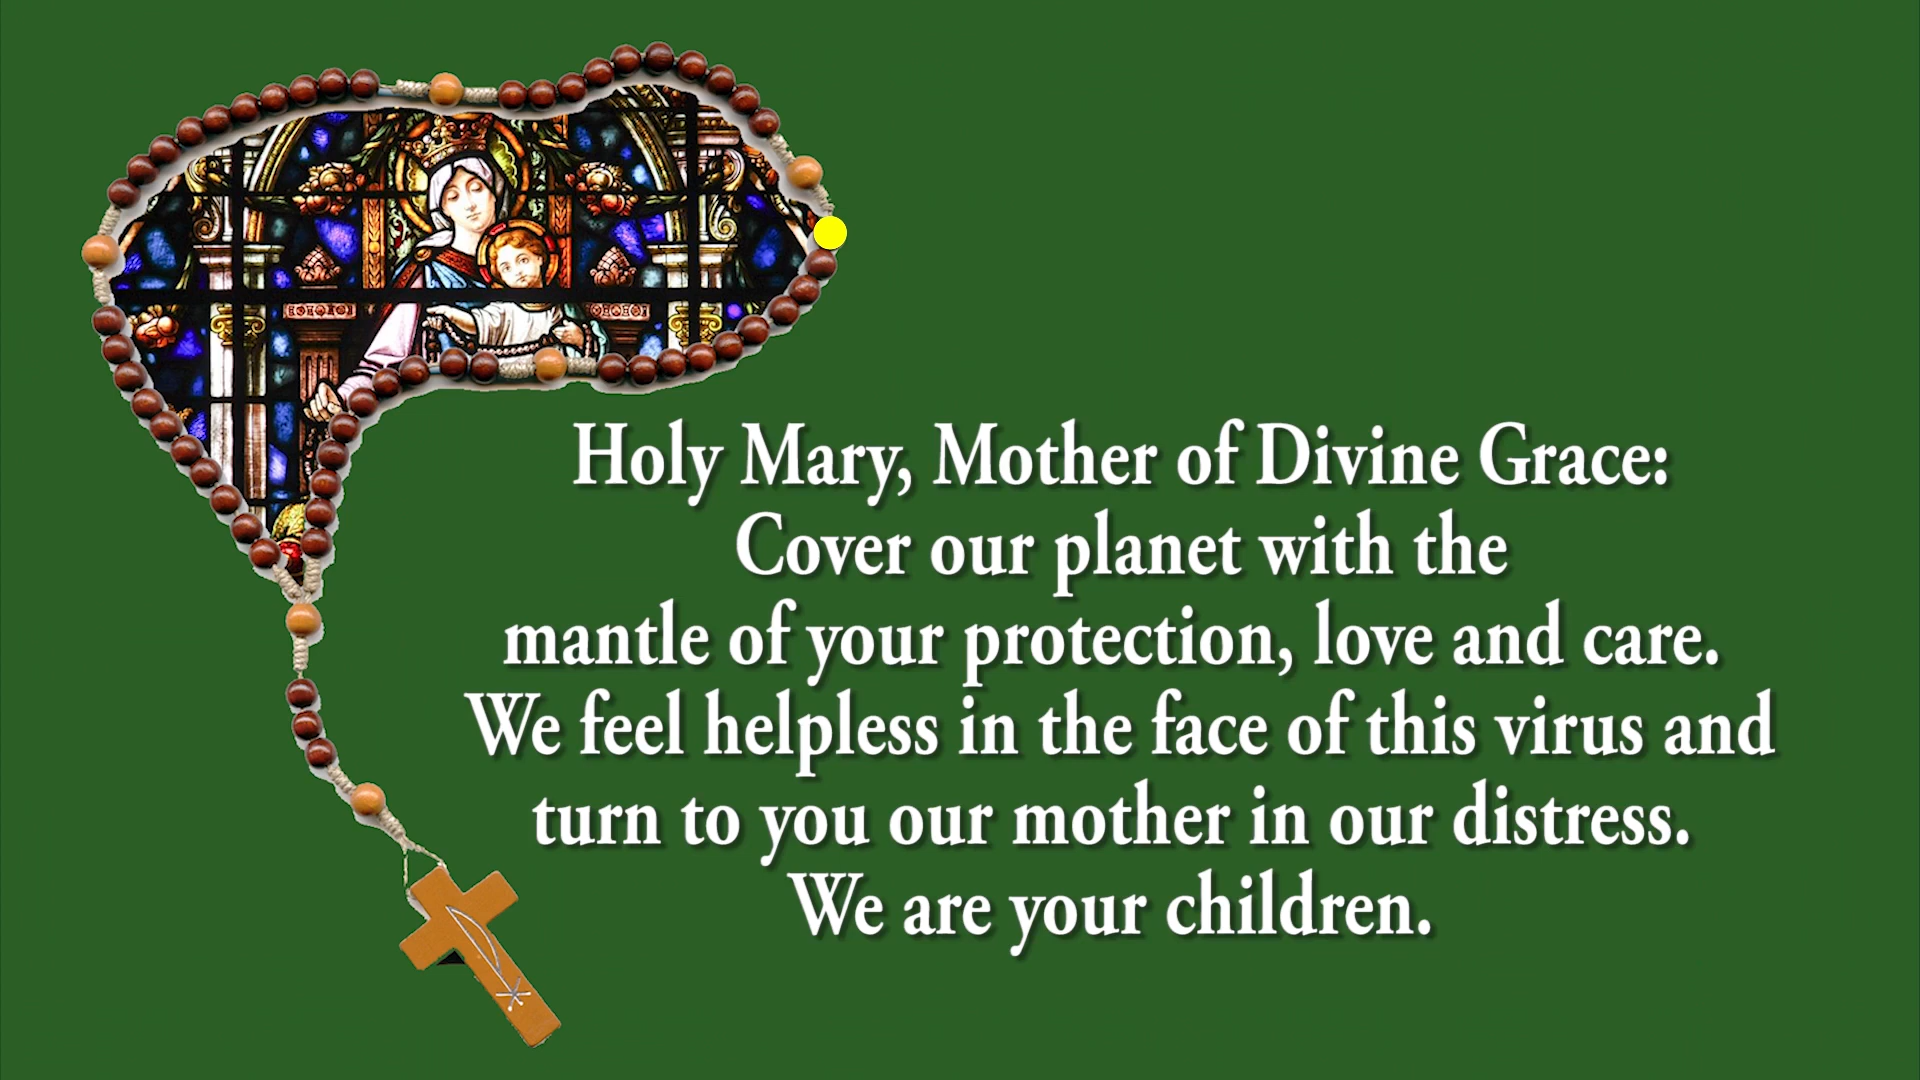 Holy Mary, Mother of Divine Grace:
Cover our planet with the
mantle of your protection, love and care.
We feel helpless in the face of this virus and
turn to you our mother in our distress.
We are your children.